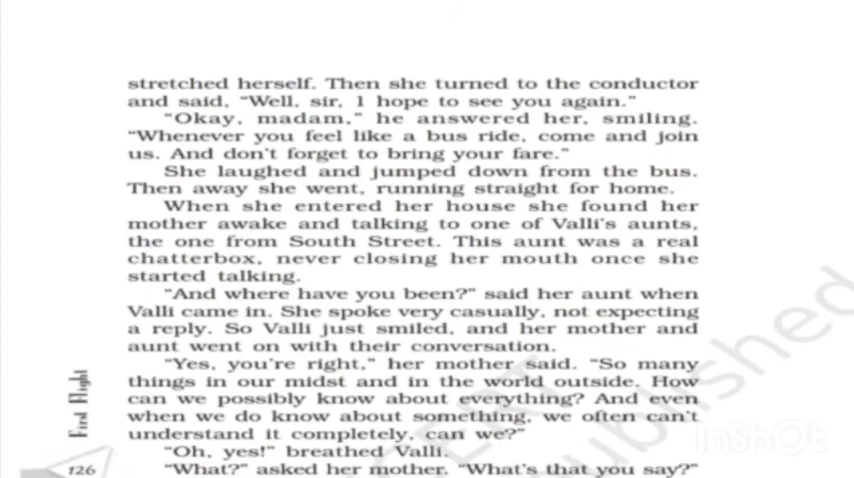 stretched herself. Then she turned to the conductor
and said, “Well, sir, I hope to see you again.”
“Okay, madam,” he answered her, smiling.
“Whenever you feel like a bus ride, come and join
us. And don't forget to bring your fare.”
She laughed and jumped down from the bus.
Then away she went, running straight for home.
When she entered her house she found her
mother awake and talking to one of Valli's aunts,
the one from South Street. This aunt was a real
chatterbox, never closing her mouth once she
started talking.
“And where have you been?” said her aunt when
Valli came in. She spoke very casually, not expecting
a reply. So Valli just smiled, and her mother and
aunt went on with their conversation.
“Yes, you're right,” her mother said. “So many
things in our midst and in the world outside. How
can we possibly know about everything? And even
when we do know about something, we often can't
understand it completely, can we?”
“Oh, yes!” breathed Valli.
“What?” asked her mother. “What's that you say?”
First Flight
126
published
InShOt